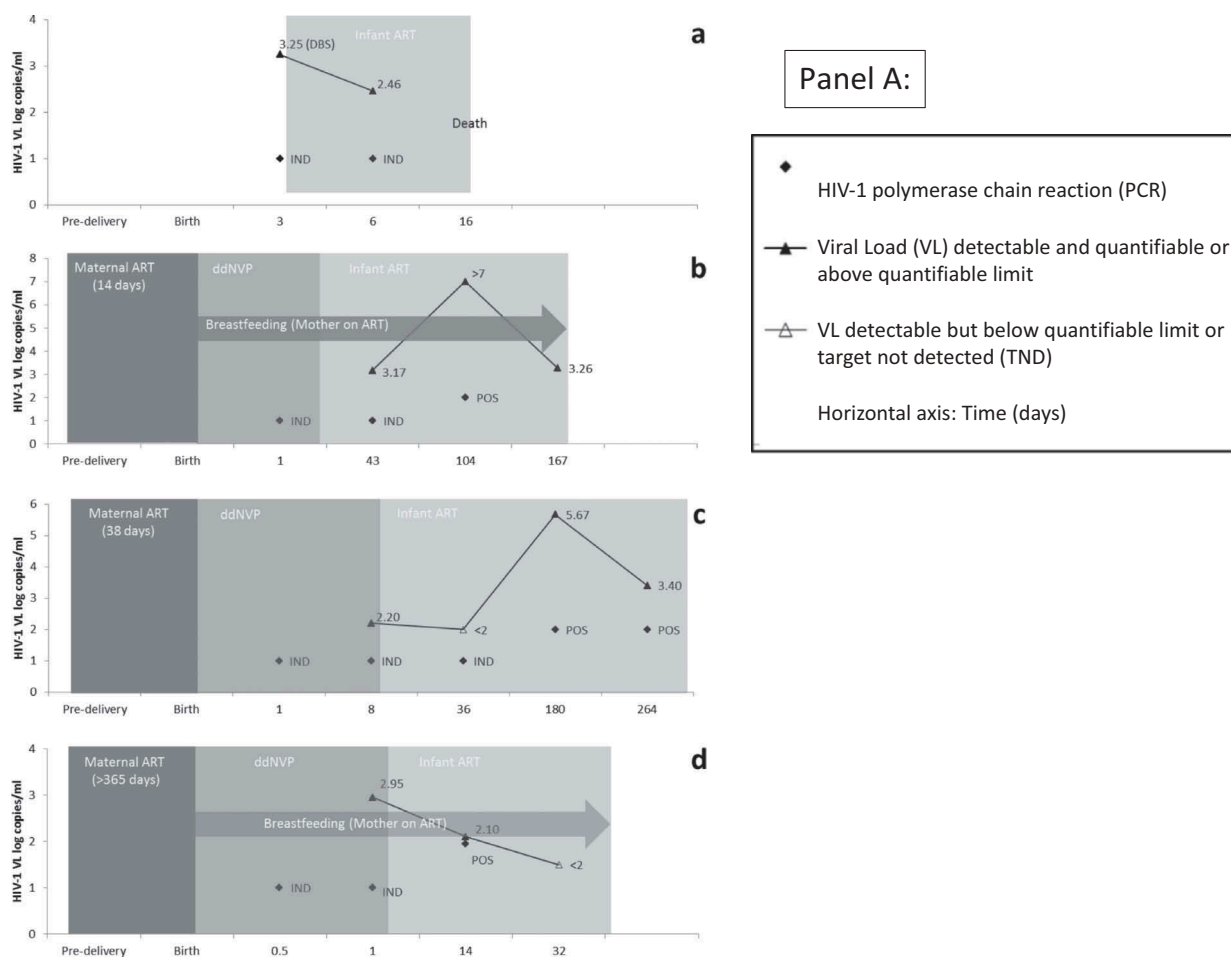 HIV-1 VL log copies/ml
4
3
2
1
0
Infant ART
3.25 (DBS)
2.46
Death
IND
IND
Pre-delivery Birth 3 6 16
a
HIV-1 VL log copies/ml
8
7
6
5
4
3
2
1
0
Maternal ART
(14 days)
ddNVP
Infant ART
Breastfeeding (Mother on ART)
>7
3.17
3.26
POS
IND
IND
Pre-delivery Birth 1 43 104 167
b
HIV-1 VL log copies/ml
6
5
4
3
2
1
0
Maternal ART
(38 days)
ddNVP
Infant ART
5.67
3.40
2.20
<2
POS
POS
IND
IND
IND
Pre-delivery Birth 1 8 36 180 264
c
HIV-1 VL log copies/ml
4
3
2
1
0
Maternal ART
(>365 days)
ddNVP
Infant ART
2.95
Breastfeeding (Mother on ART)
2.10
POS
<2
IND
IND
Pre-delivery Birth 0.5 1 14 32
d
Panel A:
HIV-1 polymerase chain reaction (PCR)
Viral Load (VL) detectable and quantifiable or
above quantifiable limit
VL detectable but below quantifiable limit or
target not detected (TND)
Horizontal axis: Time (days)